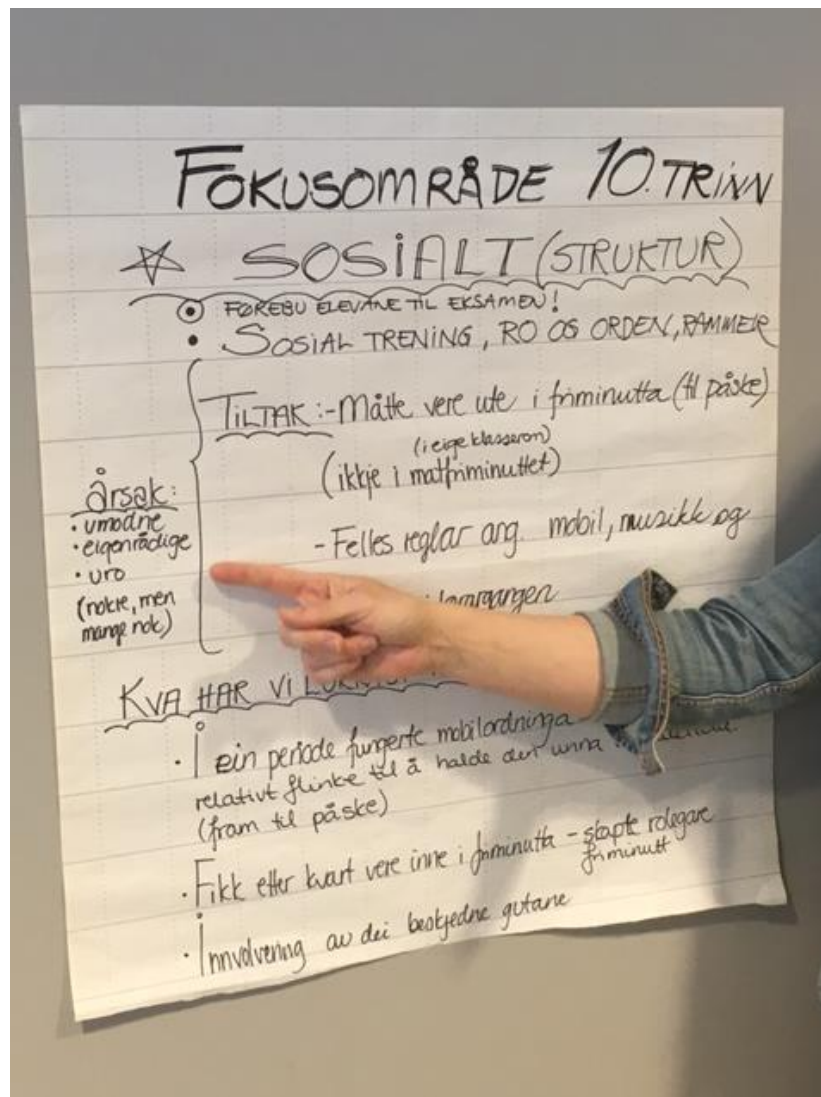 FOKUSOMRÅDE 10. TRINN
SOSIALT (STRUKTUR)
FØREBU ELEVANE TIL EKSAMEN!
• SOSIAL TRENING, RO OG ORDEN, RAMMER
TILTAK: - Måtte vere ute i friminutta (til påske)
(i eige klasserom)
(ikkje i matfriminuttet)
årsak:
• umodne
• eigenrådige
• uro
(nokre, men
mange nok)
- Felles reglar ang. mobil, musikk og
KVA HAR VI
• I ein periode fungerte mobilordninga
relativt flinke til å halde den unna
(fram til påske)
• Fikk etter kvart vere inne i friminutta - skapte rolegare
friminutt
• Innvolvering av dei beskjedne gutane